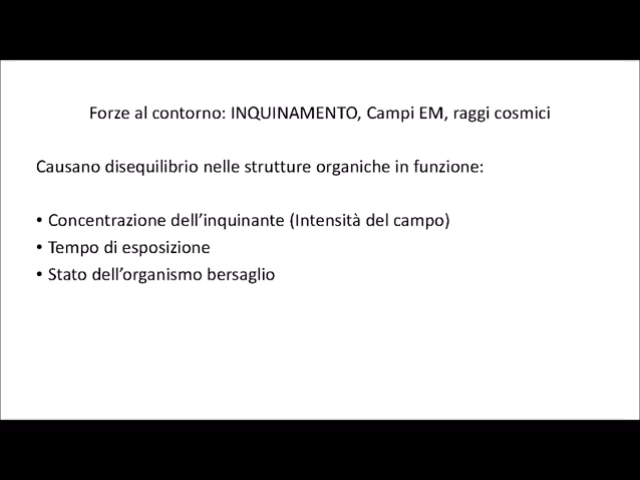 Forze al contorno: INQUINAMENTO, Campi EM, raggi cosmici
Causano disequilibrio nelle strutture organiche in funzione:
• Concentrazione dell’inquinante (Intensità del campo)
• Tempo di esposizione
• Stato dell’organismo bersaglio